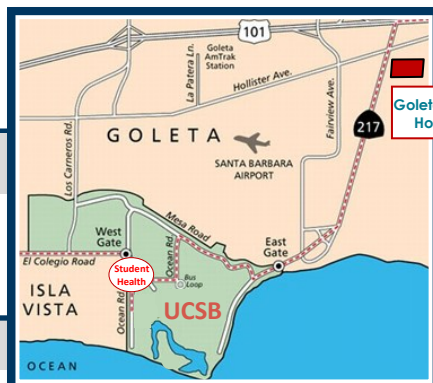 101
Goleta
AmTrak
Station
La Patera Ln.
Hollister Ave.
Fairview Ave.
Golet
Ho
217
GOLETA
SANTA BARBARA
AIRPORT
Los Carneros Rd.
Mesa Road
West
Gate
East
Gate
El Colegio Road
Ocean Rd.
Student
Health
Bus
Loop
ISLA
VISTA
Ocean Rd.
UCSB
OCEAN